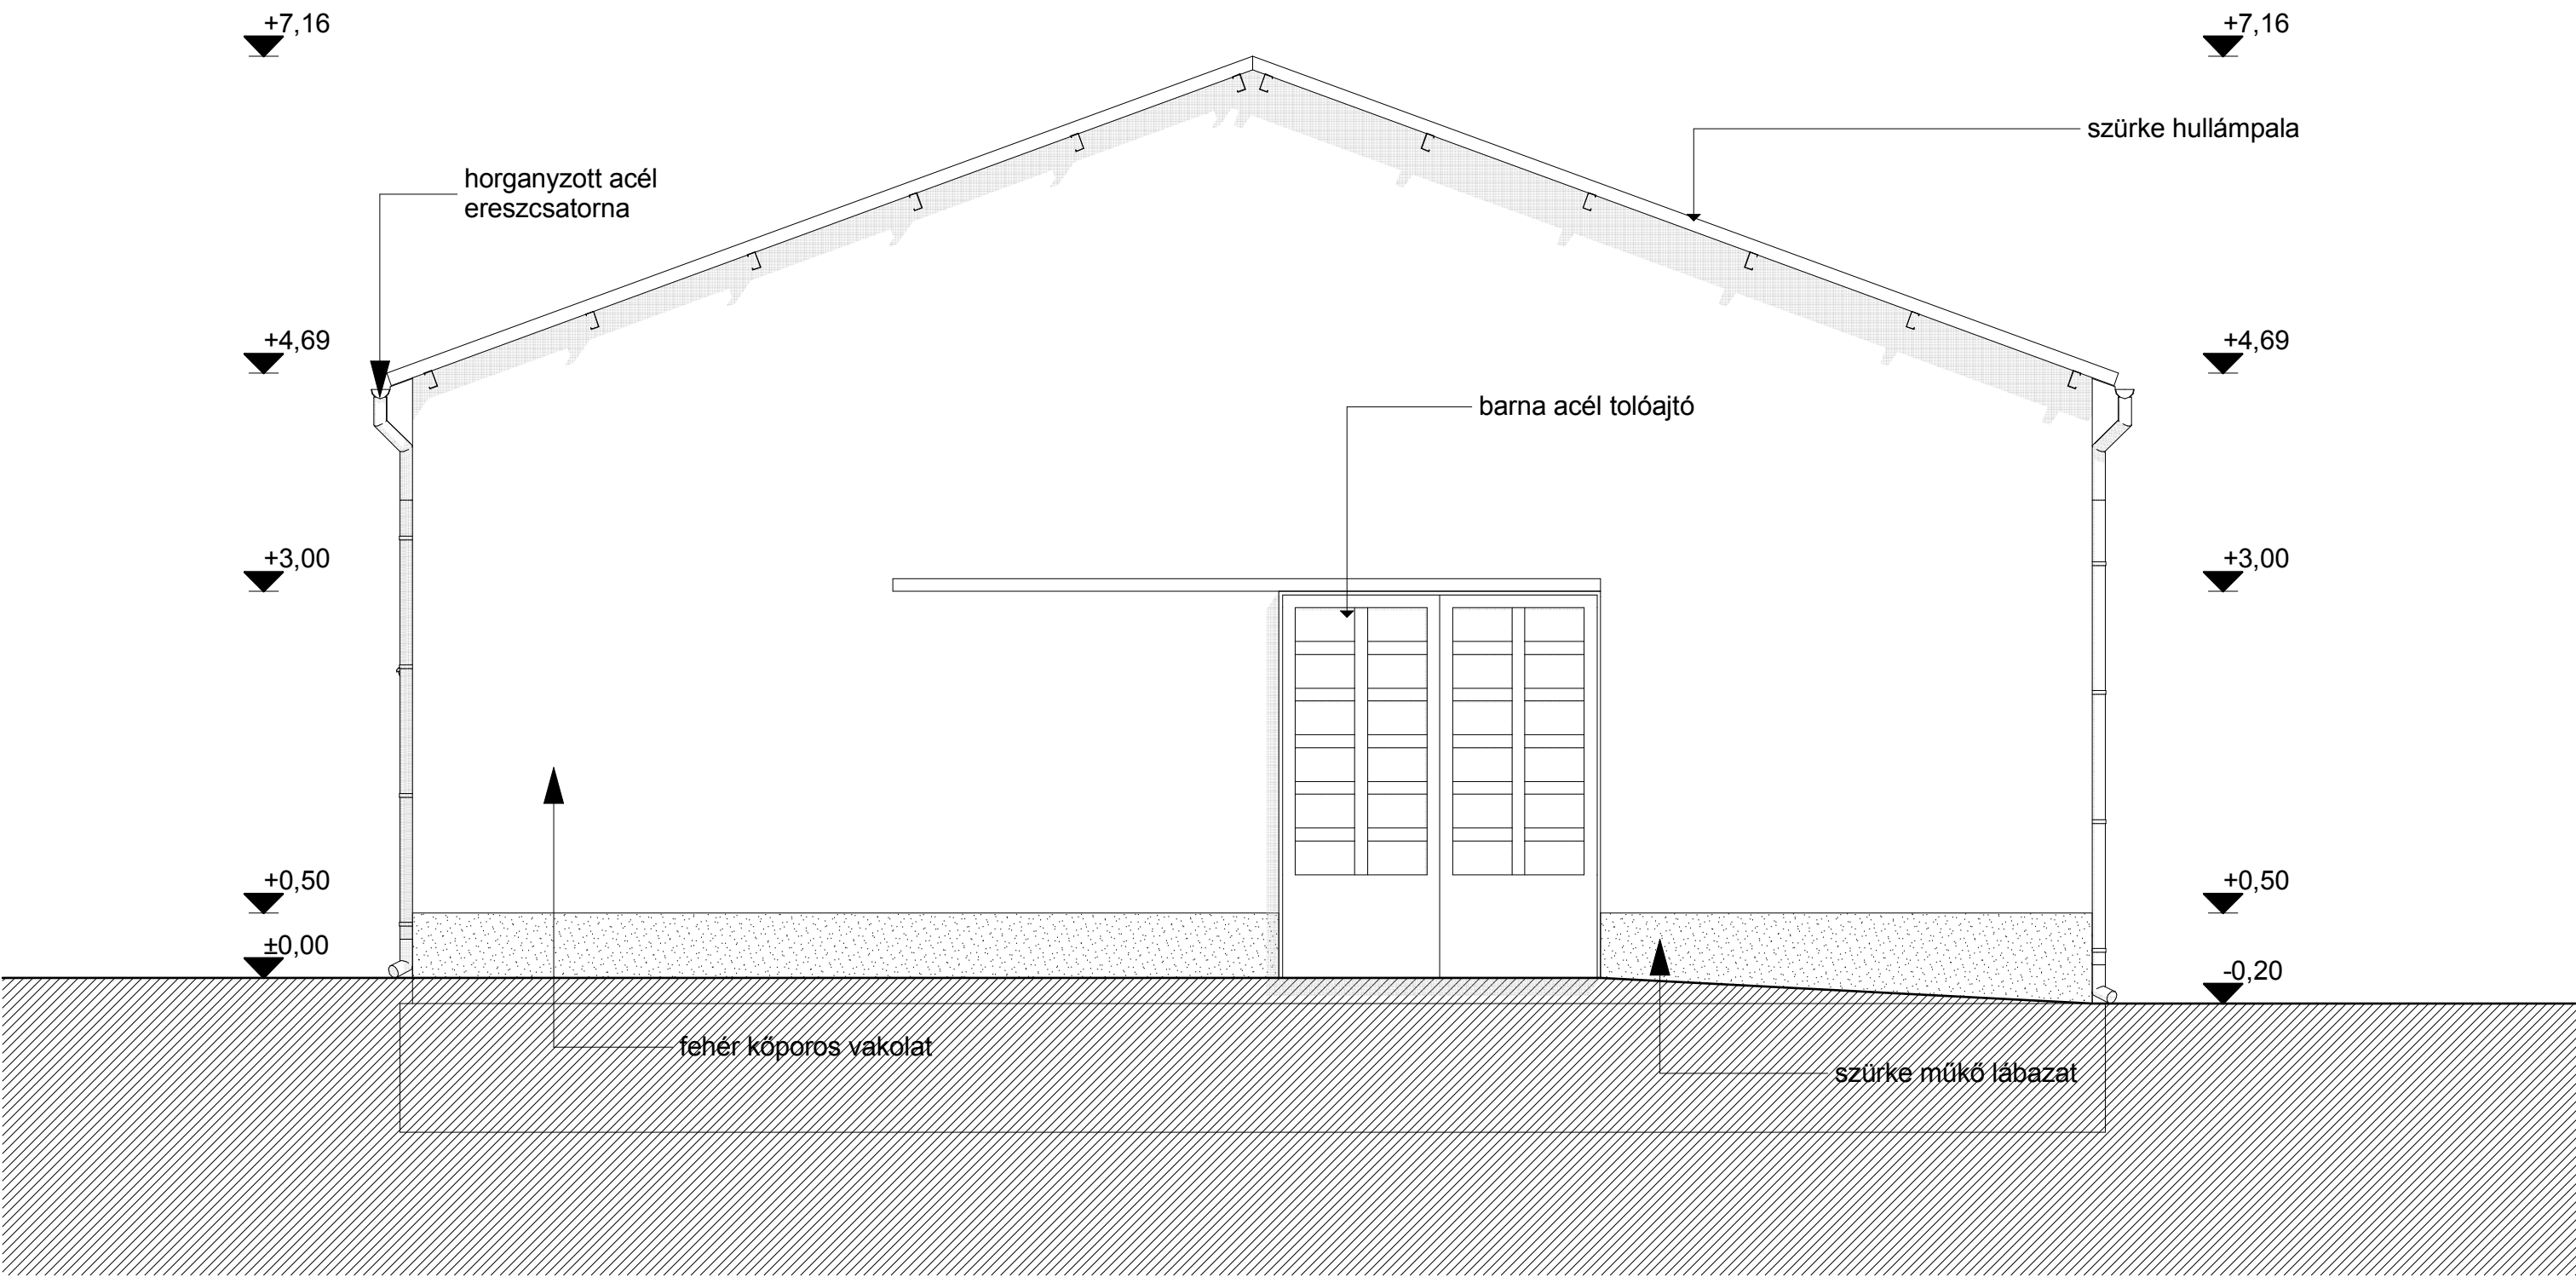 +7,16
+7,16
szürke hullámpala
horganyzott acél
ereszcsatorna
+4,69
+4,69
barna acél tolóajtó
+3,00
+3,00
+0,50
+0,50
±0,00
-0,20
fehér kőporos vakolat
szürke műkő lábazat